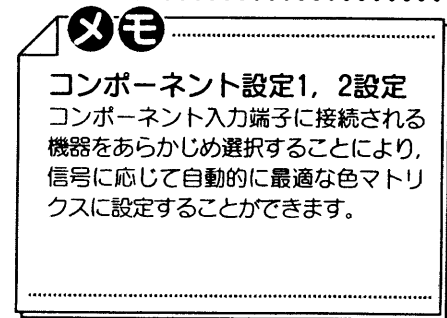 メモ
コンポーネント設定1，2設定
コンポーネント入力端子に接続される
機器をあらかじめ選択することにより，
信号に応じて自動的に最適な色マトリ
クスに設定することができます。